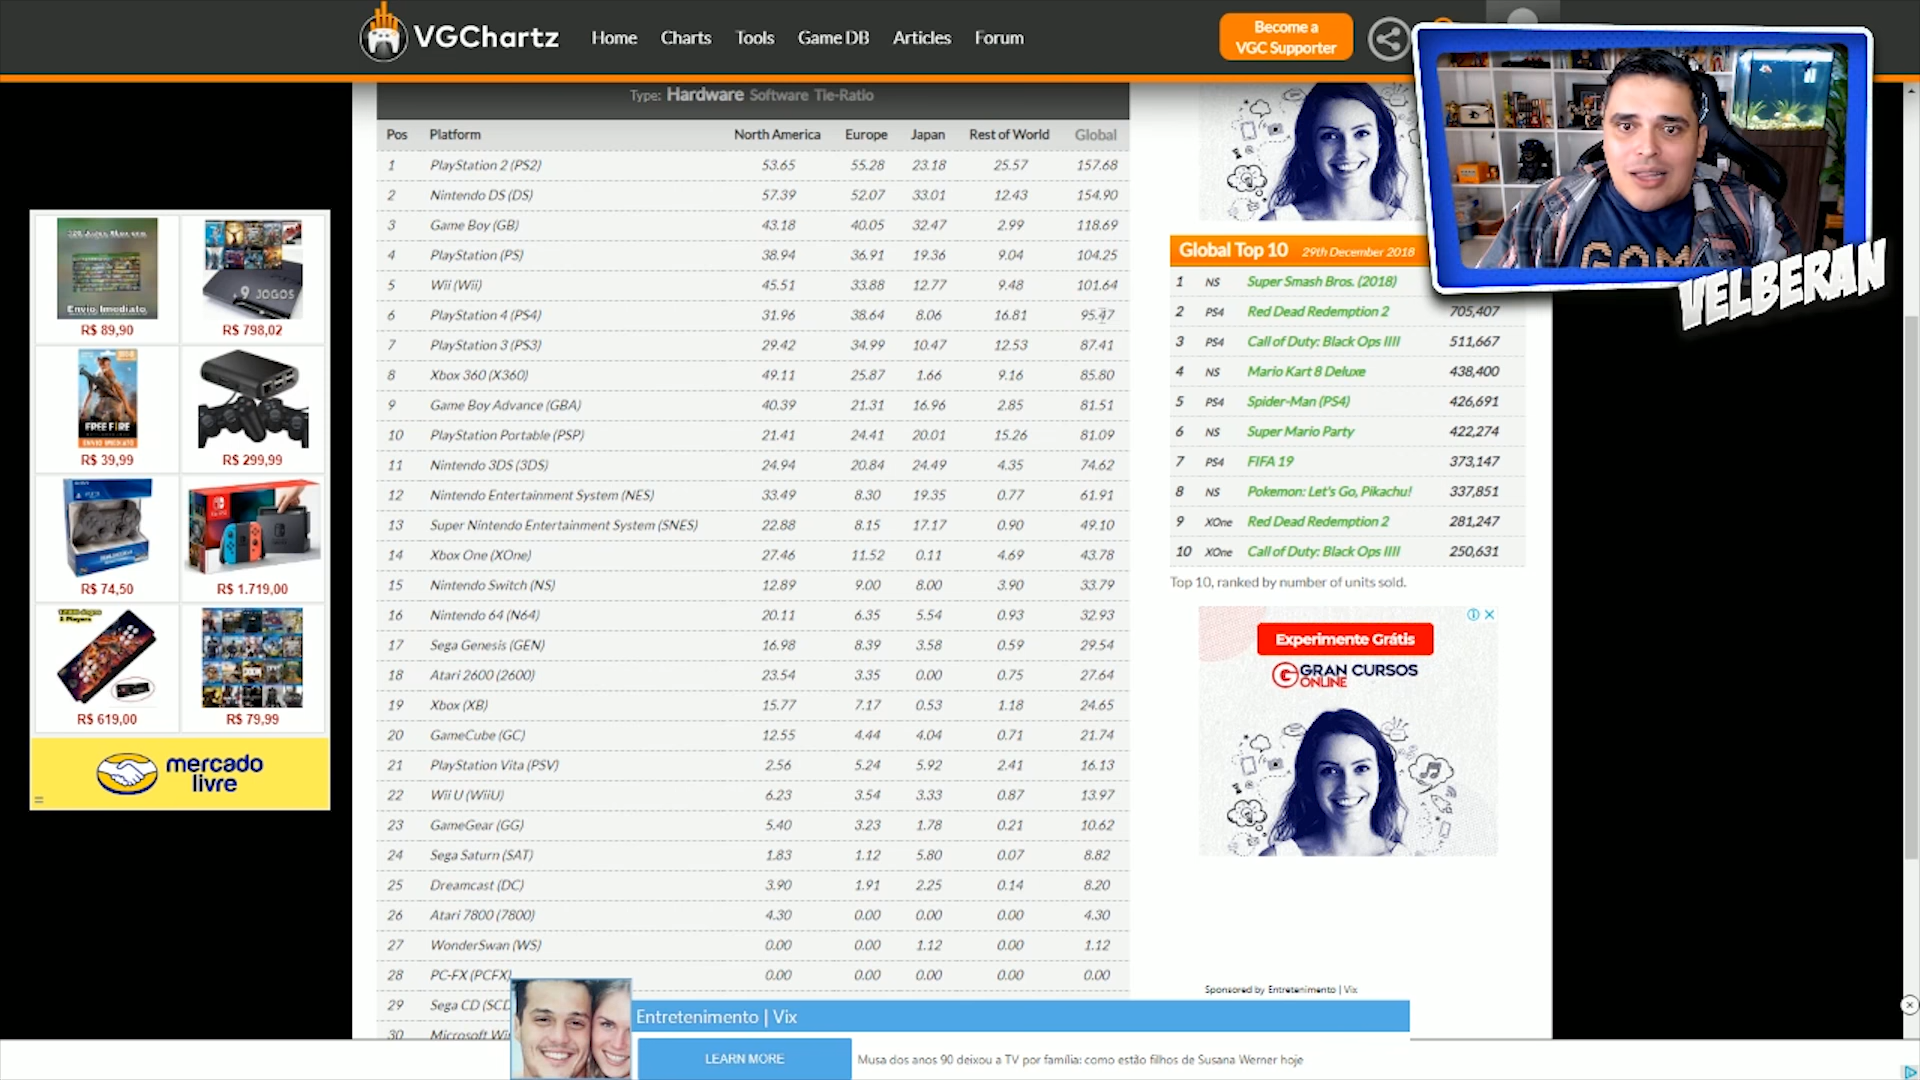 VGChartz
Home
Charts
Tools
Game DB
Articles
Forum
Become a
VGC Supporter
Type: Hardware Software Tie-Ratio
Pos Platform North America Europe Japan Rest of World Global
1 PlayStation 2 (PS2) 53.65 55.28 23.18 25.57 157.68
2 Nintendo DS (DS) 57.39 52.07 33.01 12.43 154.90
3 Game Boy (GB) 43.18 40.05 32.47 2.99 118.69
4 PlayStation (PS) 38.94 36.91 19.36 9.04 104.25
5 Wii (Wii) 45.51 33.88 12.77 9.48 101.64
6 PlayStation 4 (PS4) 31.96 38.64 8.06 16.81 95.47
7 PlayStation 3 (PS3) 29.42 34.99 10.47 12.53 87.41
8 Xbox 360 (X360) 49.11 25.87 1.66 9.16 85.80
9 Game Boy Advance (GBA) 40.39 21.31 16.96 2.85 81.51
10 PlayStation Portable (PSP) 21.41 24.41 20.01 15.26 81.09
11 Nintendo 3DS (3DS) 24.94 20.84 24.49 4.35 74.62
12 Nintendo Entertainment System (NES) 33.49 8.30 19.35 0.77 61.91
13 Super Nintendo Entertainment System (SNES) 22.88 8.15 17.17 0.90 49.10
14 Xbox One (XOne) 27.46 11.52 0.11 4.69 43.78
15 Nintendo Switch (NS) 12.89 9.00 8.00 3.90 33.79
16 Nintendo 64 (N64) 20.11 6.35 5.54 0.93 32.93
17 Sega Genesis (GEN) 16.98 8.39 3.58 0.59 29.54
18 Atari 2600 (2600) 23.54 3.35 0.00 0.75 27.64
19 Xbox (XB) 15.77 7.17 0.53 1.18 24.65
20 GameCube (GC) 12.55 4.44 4.04 0.71 21.74
21 PlayStation Vita (PSV) 2.56 5.24 5.92 2.41 16.13
22 Wii U (WiiU) 6.23 3.54 3.33 0.87 13.97
23 GameGear (GG) 5.40 3.23 1.78 0.21 10.62
24 Sega Saturn (SAT) 1.83 1.12 5.80 0.07 8.82
25 Dreamcast (DC) 3.90 1.91 2.25 0.14 8.20
26 Atari 7800 (7800) 4.30 0.00 0.00 0.00 4.30
27 WonderSwan (WS) 0.00 0.00 1.12 0.00 1.12
28 PC-FX (PCFX) 0.00 0.00 0.00 0.00 0.00
29 Sega CD (SCD
30 Microsoft Wi
Envio Imediato
R$ 89,90
9 JOGOS
R$ 798,02
FREE FIRE
ENVIO IMEDIATO
R$ 39,99
R$ 299,99
R$ 74,50
R$ 1.719,00
R$ 619,00
R$ 79,99
mercado
livre
GAM
VELBERAN
Global Top 10 29th December 2018
1 NS Super Smash Bros. (2018)
2 PS4 Red Dead Redemption 2 705,407
3 PS4 Call of Duty: Black Ops IIII 511,667
4 NS Mario Kart 8 Deluxe 438,400
5 PS4 Spider-Man (PS4) 426,691
6 NS Super Mario Party 422,274
7 PS4 FIFA 19 373,147
8 NS Pokemon: Let's Go, Pikachu! 337,851
9 XOne Red Dead Redemption 2 281,247
10 XOne Call of Duty: Black Ops IIII 250,631
Top 10, ranked by number of units sold.
Experimente Grátis
GRAN CURSOS
ONLINE
Sponsored by Entretenimento | Vix
Entretenimento | Vix
LEARN MORE
Musa dos anos 90 deixou a TV por família: como estão filhos de Susana Werner hoje